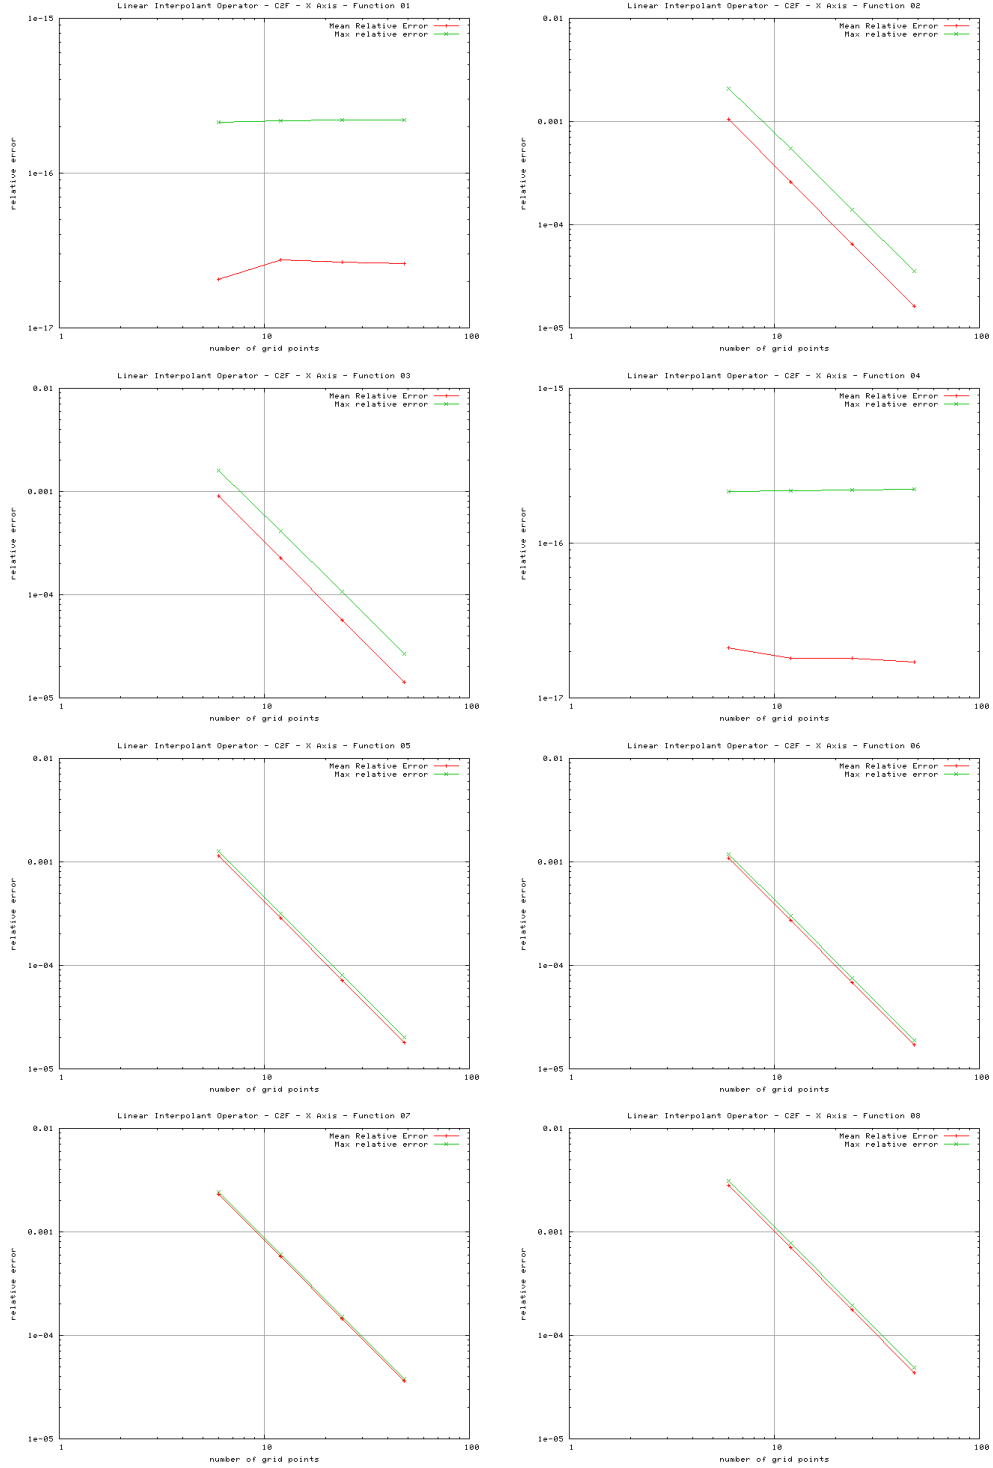 Linear Interpolant Operator - C2F - X Axis - Function 01
1e-15
Mean Relative Error
Max relative error
1e-16
relative error
1e-17
1 10 100
number of grid points
Linear Interpolant Operator - C2F - X Axis - Function 02
0.01
Mean Relative Error
Max relative error
0.001
relative error
1e-04
1e-05
1 10 100
number of grid points
Linear Interpolant Operator - C2F - X Axis - Function 03
0.01
Mean Relative Error
Max relative error
0.001
relative error
1e-04
1e-05
1 10 100
number of grid points
Linear Interpolant Operator - C2F - X Axis - Function 04
1e-15
Mean Relative Error
Max relative error
1e-16
relative error
1e-17
1 10 100
number of grid points
Linear Interpolant Operator - C2F - X Axis - Function 05
0.01
Mean Relative Error
Max relative error
0.001
relative error
1e-04
1e-05
1 10 100
number of grid points
Linear Interpolant Operator - C2F - X Axis - Function 06
0.01
Mean Relative Error
Max relative error
0.001
relative error
1e-04
1e-05
1 10 100
number of grid points
Linear Interpolant Operator - C2F - X Axis - Function 07
0.01
Mean Relative Error
Max relative error
0.001
relative error
1e-04
1e-05
1 10 100
number of grid points
Linear Interpolant Operator - C2F - X Axis - Function 08
0.01
Mean Relative Error
Max relative error
0.001
relative error
1e-04
1e-05
1 10 100
number of grid points